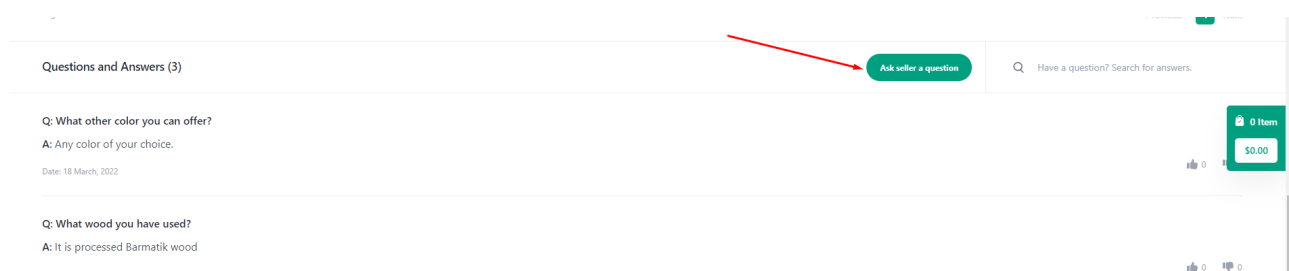 Questions and Answers (3)
Ask seller a question
Have a question? Search for answers.
Q: What other color you can offer?
0 Item
A: Any color of your choice.
$0.00
Date: 18 March, 2022
0
Q: What wood you have used?
A: It is processed Barmatik wood
0 0